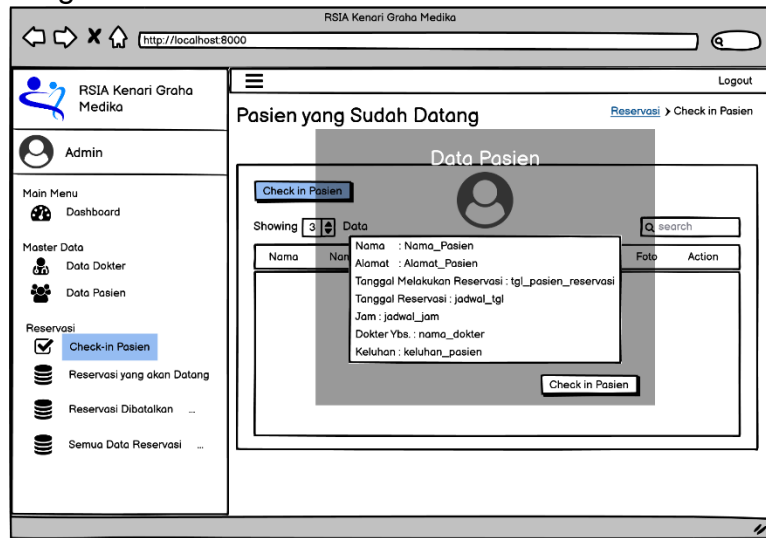 RSIA Kenari Graha Medika
http://localhost:8000
RSIA Kenari Graha
Medika
Logout
Pasien yang Sudah Datang
Reservasi > Check in Pasien
Admin
Data Pasien
Main Menu
Dashboard
Check in Pasien
Showing 3 Data
search
Master Data
Data Dokter
Data Pasien
Nama
Foto
Action
Nama : Nama_Pasien
Alamat : Alamat_Pasien
Tanggal Melakukan Reservasi : tgl_pasien_reservasi
Tanggal Reservasi : jadwal_tgl
Jam : jadwal_jam
Dokter Ybs. : nama_dokter
Keluhan : keluhan_pasien
Reservasi
Check-in Pasien
Reservasi yang akan Datang
Check in Pasien
Reservasi Dibatalkan ...
Semua Data Reservasi ...